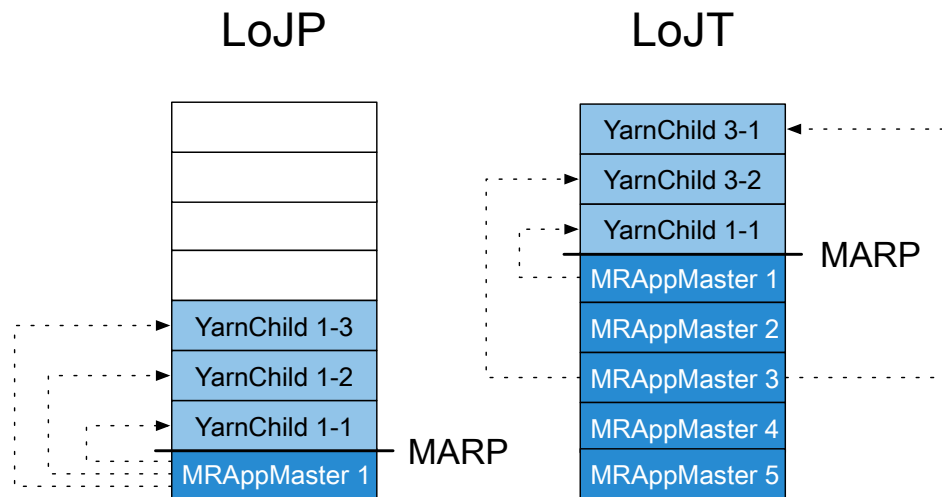 LoJP
YarnChild 1-3
YarnChild 1-2
YarnChild 1-1
MARP
MRAppMaster 1
LoJT
YarnChild 3-1
YarnChild 3-2
YarnChild 1-1
MARP
MRAppMaster 1
MRAppMaster 2
MRAppMaster 3
MRAppMaster 4
MRAppMaster 5